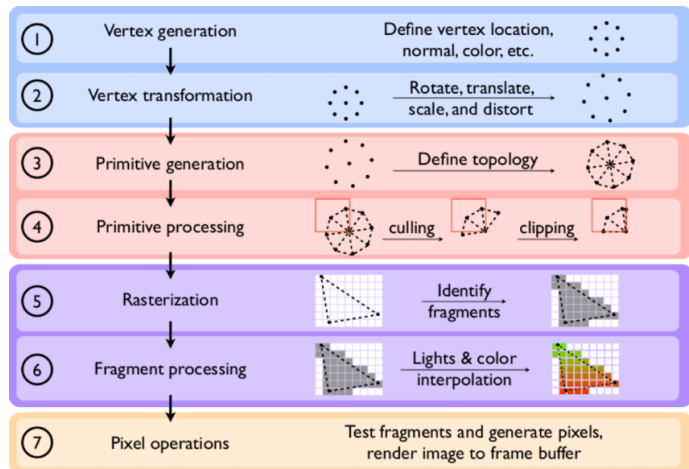 1
Vertex generation
Define vertex location,
normal, color, etc.
2
Vertex transformation
Rotate, translate,
scale, and distort
3
Primitive generation
Define topology
4
Primitive processing
culling
clipping
5
Rasterization
Identify
fragments
6
Fragment processing
Lights & color
interpolation
7
Pixel operations
Test fragments and generate pixels,
render image to frame buffer